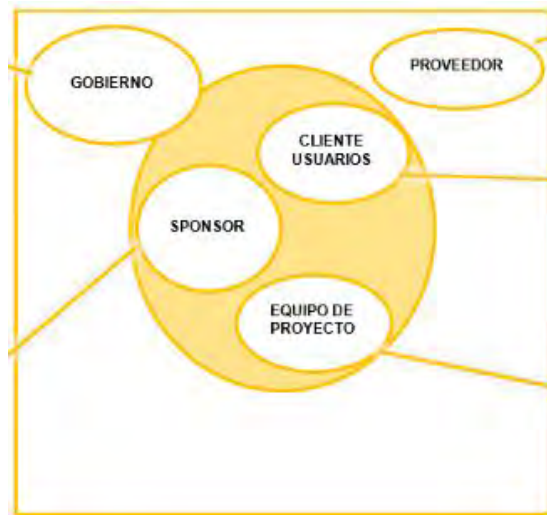 GOBIERNO
PROVEEDOR
CLIENTE
USUARIOS
SPONSOR
EQUIPO DE
PROYECTO